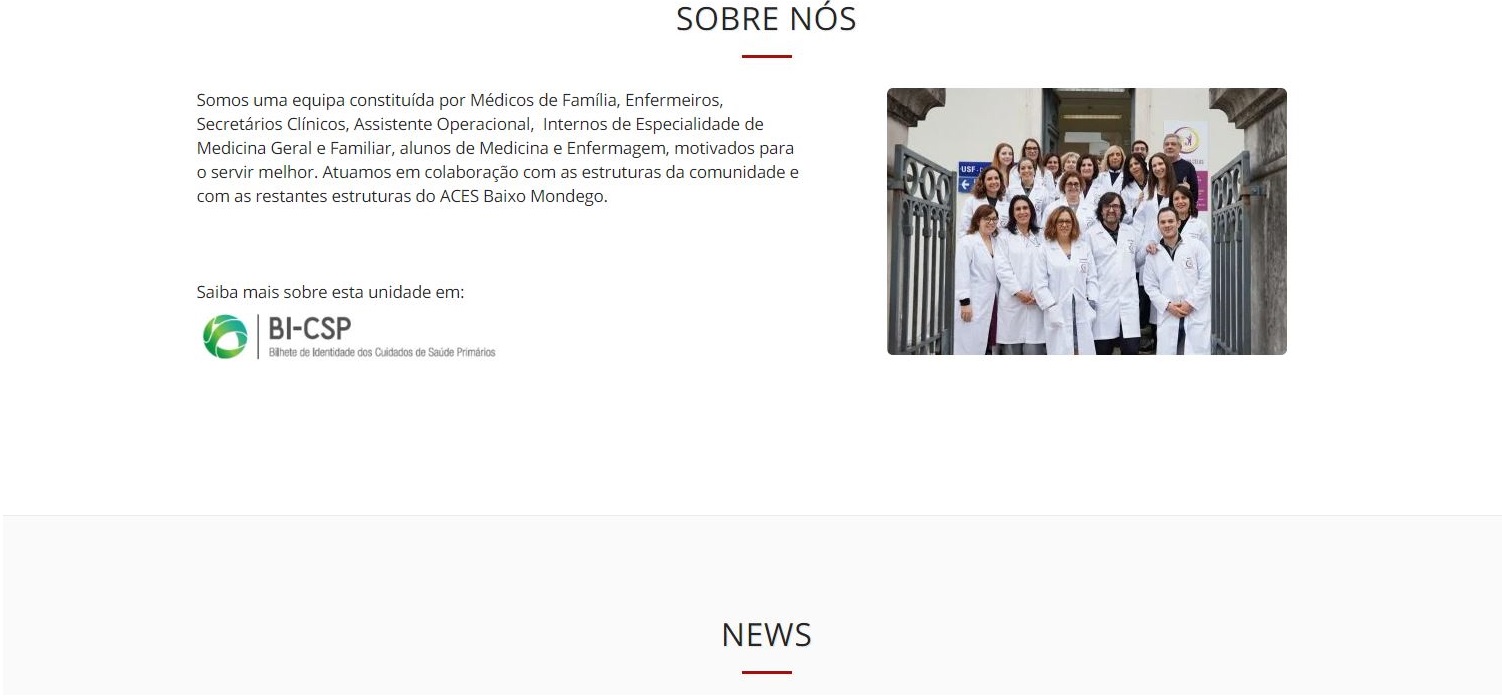 SOBRE NÓS
Somos uma equipa constituída por Médicos de Família, Enfermeiros,
Secretários Clínicos, Assistente Operacional,  Internos de Especialidade de
Medicina Geral e Familiar, alunos de Medicina e Enfermagem, motivados para
o servir melhor. Atuamos em colaboração com as estruturas da comunidade e
com as restantes estruturas do ACES Baixo Mondego.
USF
Saiba mais sobre esta unidade em:
BI-CSP
Bilhete de Identidade dos Cuidados de Saúde Primários
NEWS